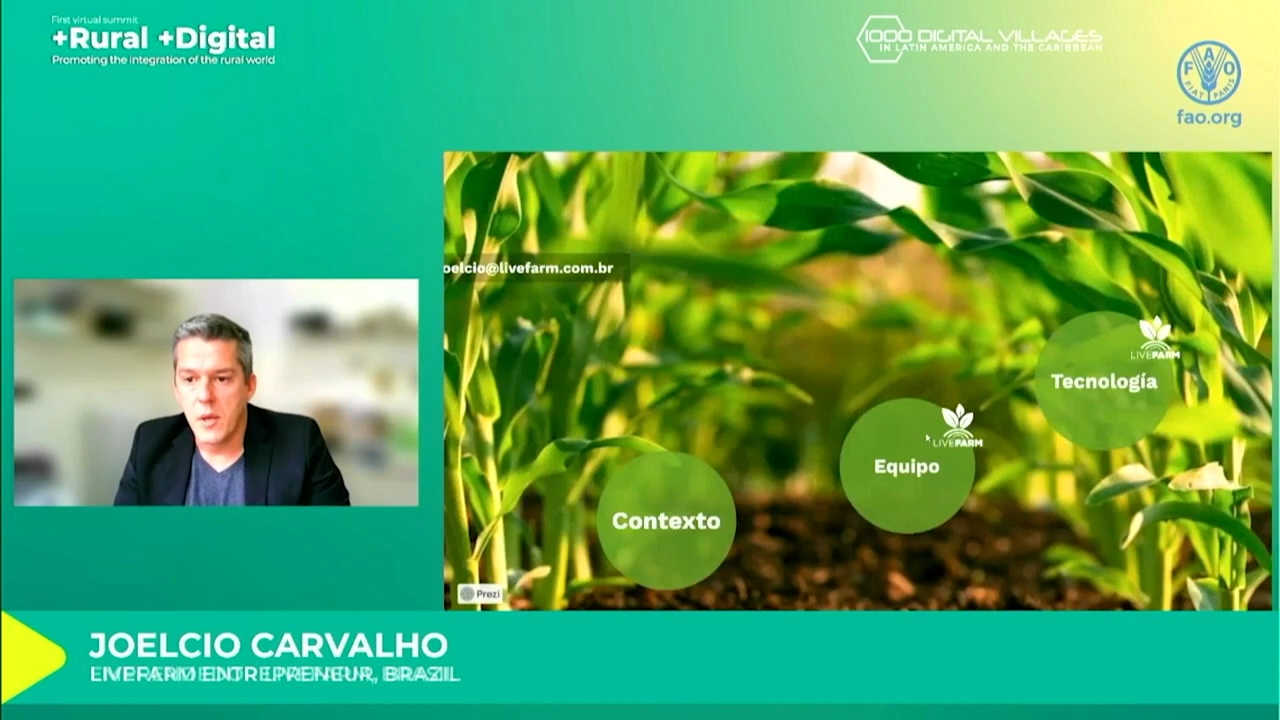 First virtual summit
+Rural +Digital
Promoting the integration of the rural world
1000 DIGITAL VILLAGES
IN LATIN AMERICA AND THE CARIBBEAN
F A O
FIAT PANIS
fao.org
oelcio@livefarm.com.br
LIVEFARM
Tecnología
LIVEFARM
Equipo
Contexto
Prezi
JOELCIO CARVALHO
LIVEFARM ENTREPRENEUR, BRAZIL